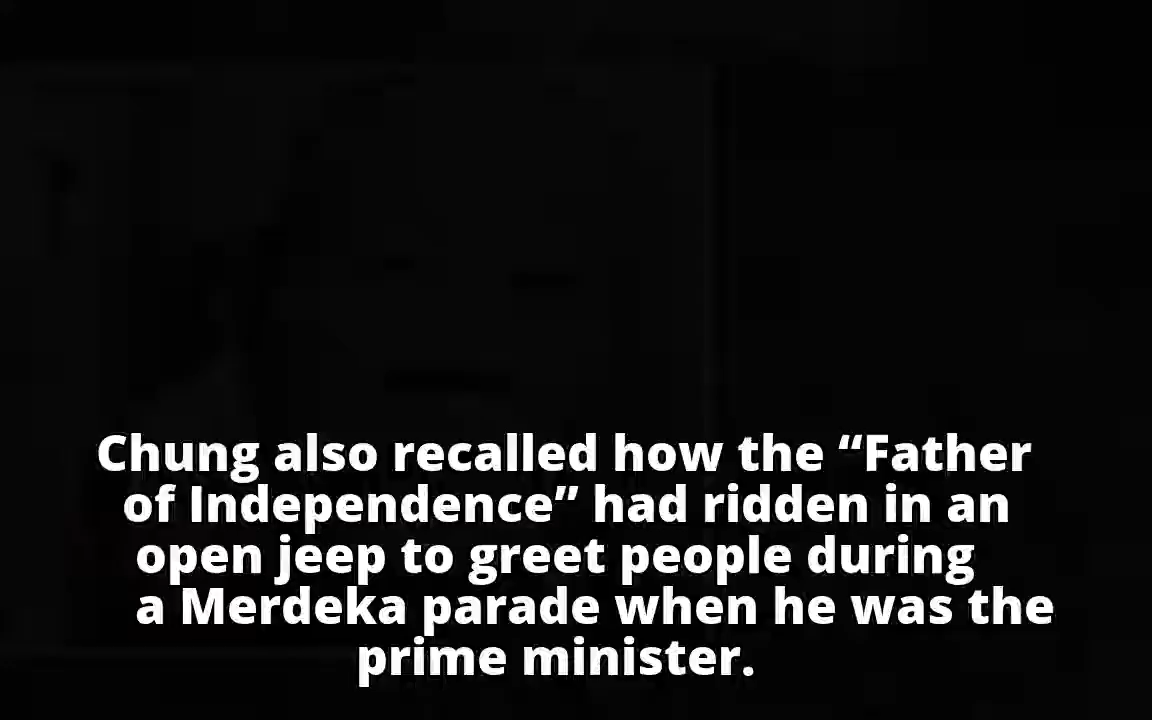 Chung also recalled how the “Father
of Independence” had ridden in an
open jeep to greet people during
a Merdeka parade when he was the
prime minister.